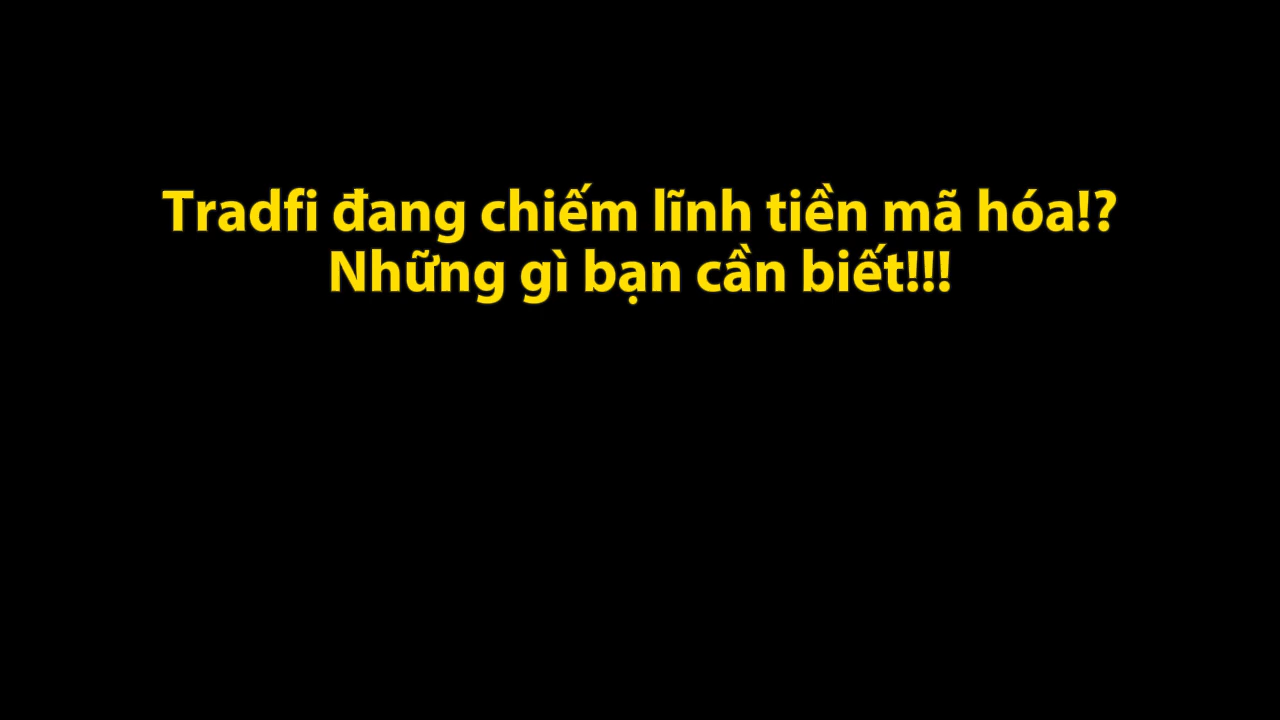 Tradfi đang chiếm lĩnh tiền mã hóa!?
Những gì bạn cần biết!!!